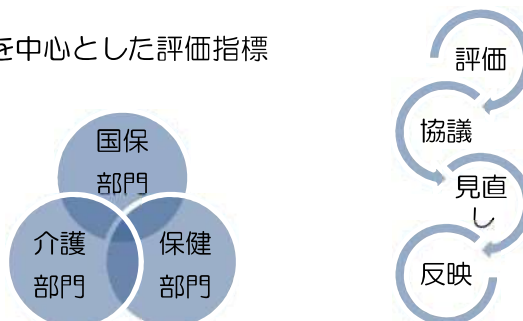 を中心とした評価指標
国保
部門
介護
部門
保健
部門
評価
協議
見直
し
反映